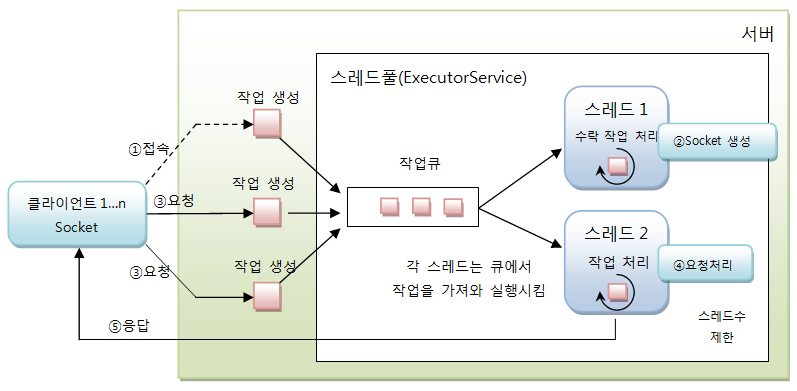 서버
스레드풀(ExecutorService)
작업 생성
①접속
스레드 1
수락 작업 처리
②Socket 생성
작업큐
클라이언트 1...n
Socket
③요청
작업 생성
③요청
작업 생성
스레드 2
작업 처리
④요청처리
각 스레드는 큐에서
작업을 가져와 실행시킴
스레드수
제한
⑤응답